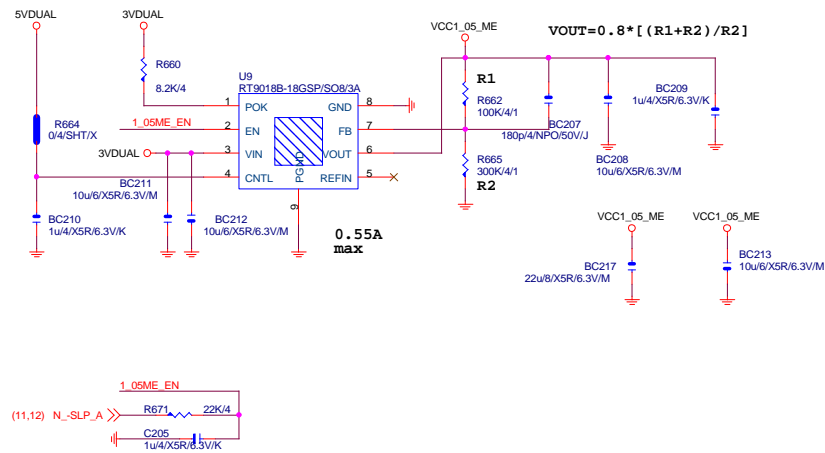 5VDUAL
3VDUAL
VCC1_05_ME
VOUT=0.8*[(R1+R2)/R2]
R660
8.2K/4
U9
RT9018B-18GSP/SO8/3A
R1
R662
100K/4/1
BC207
180p/4/NPO/50V/J
BC209
1u/4/X5R/6.3V/K
1 POK GND 8
1_05ME_EN
2 EN FB 7
R664
0/4/SHT/X
3VDUAL
3 VIN VOUT 6
4 CNTL REFIN 5
PGND
9
R665
300K/4/1
R2
BC208
10u/6/X5R/6.3V/M
BC211
10u/6/X5R/6.3V/M
BC210
1u/4/X5R/6.3V/K
BC212
10u/6/X5R/6.3V/M
0.55A
max
VCC1_05_ME
VCC1_05_ME
BC217
22u/8/X5R/6.3V/M
BC213
10u/6/X5R/6.3V/M
1_05ME_EN
(11,12) N_-SLP_A
R671
22K/4
C205
1u/4/X5R/6.3V/K